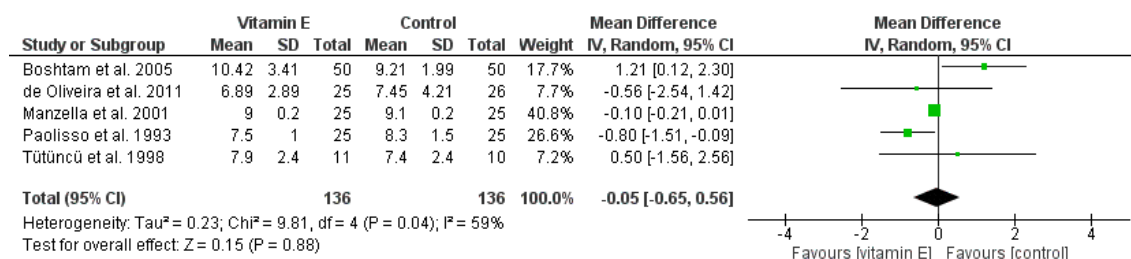 Vitamin E Control Mean Difference Mean Difference
Study or Subgroup Mean SD Total Mean SD Total Weight IV, Random, 95% CI IV, Random, 95% CI
Boshtam et al. 2005 10.42 3.41 50 9.21 1.99 50 17.7% 1.21 [0.12, 2.30]
de Oliveira et al. 2011 6.89 2.89 25 7.45 4.21 26 7.7% -0.56 [-2.54, 1.42]
Manzella et al. 2001 9 0.2 25 9.1 0.2 25 40.8% -0.10 [-0.21, 0.01]
Paolisso et al. 1993 7.5 1 25 8.3 1.5 25 26.6% -0.80 [-1.51, -0.09]
Tütüncü et al. 1998 7.9 2.4 11 7.4 2.4 10 7.2% 0.50 [-1.56, 2.56]
Total (95% CI) 136 136 100.0% -0.05 [-0.65, 0.56]
Heterogeneity: Tau² = 0.23; Chi² = 9.81, df = 4 (P = 0.04); I² = 59%
Test for overall effect: Z = 0.15 (P = 0.88)
-4 -2 0 2 4
Favours [vitamin E] Favours [control]